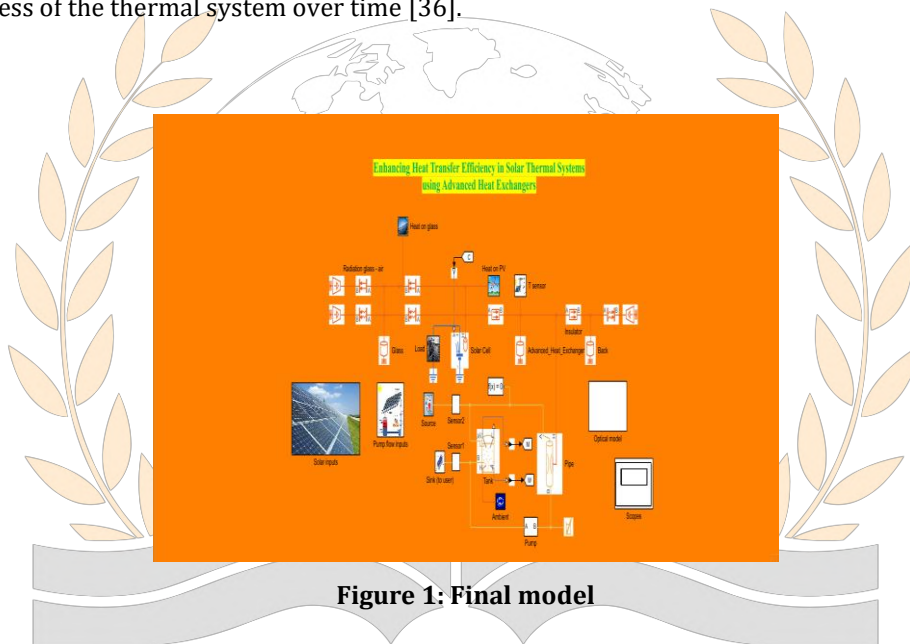 ess of the thermal system over time [36].
Enhancing Heat Transfer Efficiency in Solar Thermal Systems
using Advanced Heat Exchangers
Heat on glass
C
Radiation glass - air
Heat on PV
T sensor
Insulator
Glass
Load
Solar Cell
Advanced_Heat_Exchanger
Back
f(x) = 0
Solar inputs
Pump flow inputs
Source
Sensor2
Optical model
Sensor1
Sink (to user)
Tank
Pipe
Ambient
Scopes
A B
Pump
Figure 1: Final model